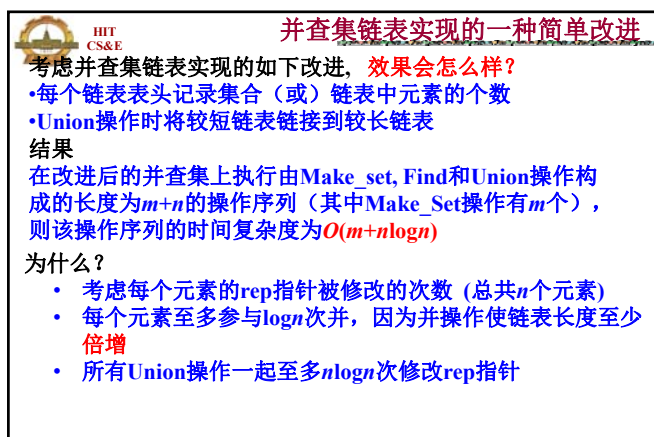 HIT
CS&E
并查集链表实现的一种简单改进
考虑并查集链表实现的如下改进，效果会怎么样？
•每个链表表头记录集合（或）链表中元素的个数
•Union操作时将较短链表链接到较长链表
结果
在改进后的并查集上执行由Make_set, Find和Union操作构
成的长度为m+n的操作序列（其中Make_Set操作有m个），
则该操作序列的时间复杂度为O(m+nlogn)
为什么？
• 考虑每个元素的rep指针被修改的次数 (总共n个元素)
• 每个元素至多参与logn次并，因为并操作使链表长度至少
倍增
• 所有Union操作一起至多nlogn次修改rep指针